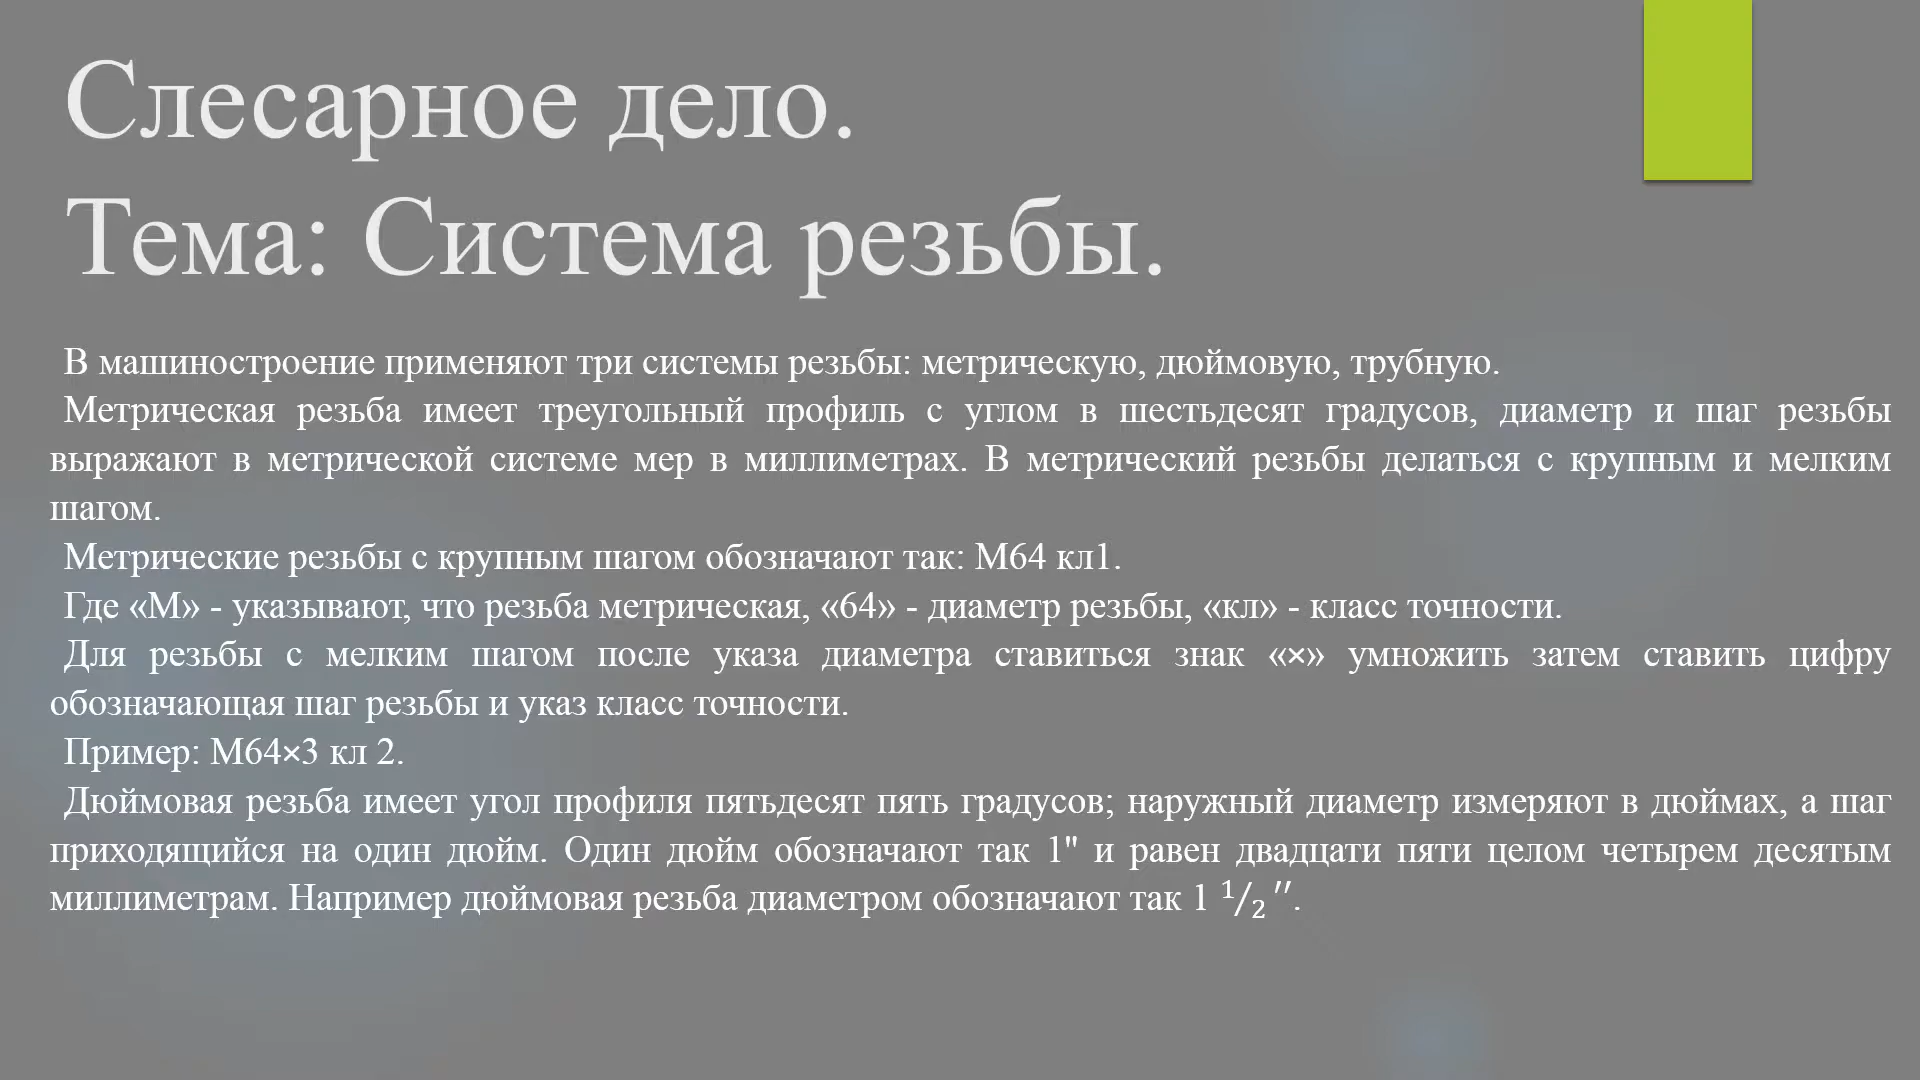 Слесарное дело.
Тема: Система резьбы.
В машиностроение применяют три системы резьбы: метрическую, дюймовую, трубную.
Метрическая резьба имеет треугольный профиль с углом в шестьдесят градусов, диаметр и шаг резьбы
выражают в метрической системе мер в миллиметрах. В метрический резьбы делаться с крупным и мелким
шагом.
Метрические резьбы с крупным шагом обозначают так: М64 кл1.
Где «М» - указывают, что резьба метрическая, «64» - диаметр резьбы, «кл» - класс точности.
Для резьбы с мелким шагом после указа диаметра ставиться знак «×» умножить затем ставить цифру
обозначающая шаг резьбы и указ класс точности.
Пример: М64×3 кл 2.
Дюймовая резьба имеет угол профиля пятьдесят пять градусов; наружный диаметр измеряют в дюймах, а шаг
приходящийся на один дюйм. Один дюйм обозначают так 1" и равен двадцати пяти целом четырем десятым
миллиметрам. Например дюймовая резьба диаметром обозначают так 1 1/2′′.